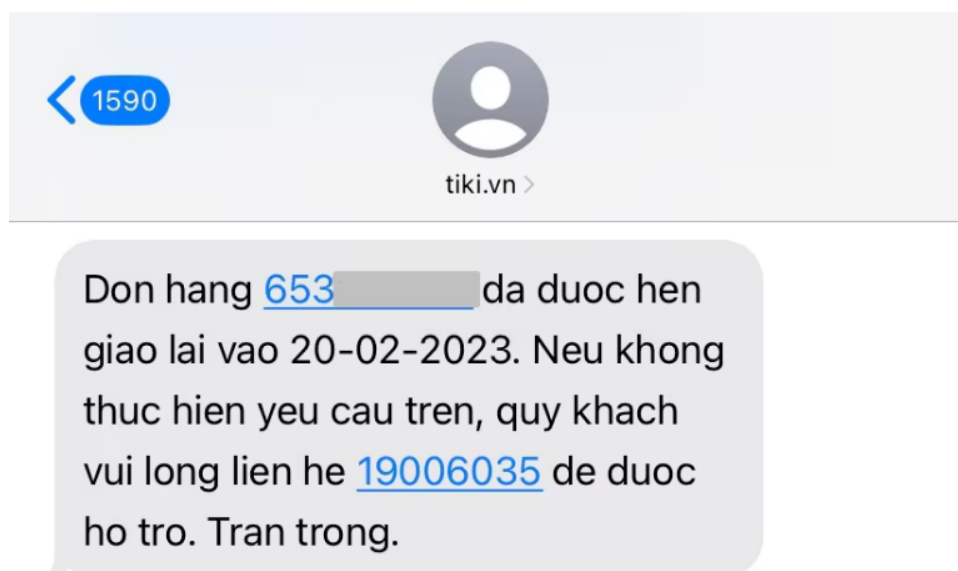 1590
tiki.vn
Don hang 653 da duoc hen
giao lai vao 20-02-2023. Neu khong
thuc hien yeu cau tren, quy khach
vui long lien he 19006035 de duoc
ho tro. Tran trong.